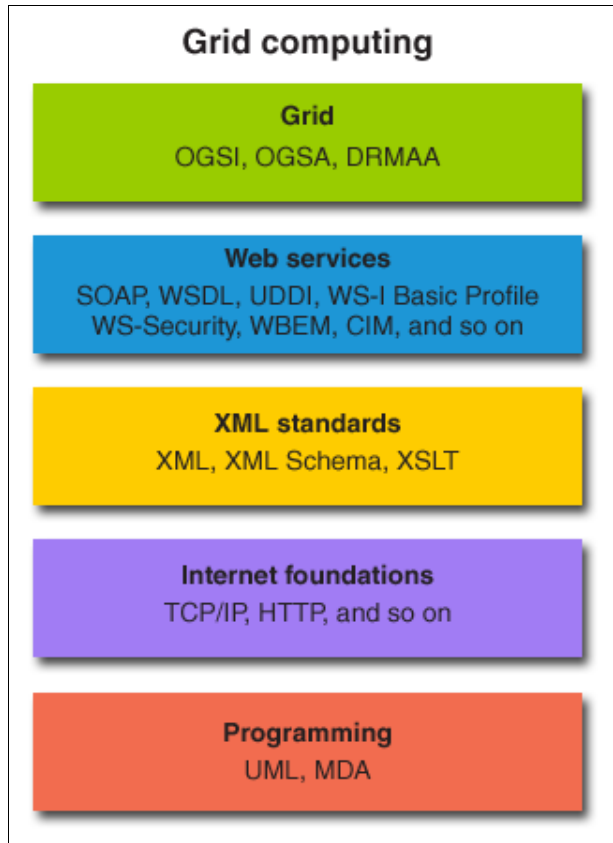 Grid computing
Grid
OGSI, OGSA, DRMAA
Web services
SOAP, WSDL, UDDI, WS-I Basic Profile
WS-Security, WBEM, CIM, and so on
XML standards
XML, XML Schema, XSLT
Internet foundations
TCP/IP, HTTP, and so on
Programming
UML, MDA